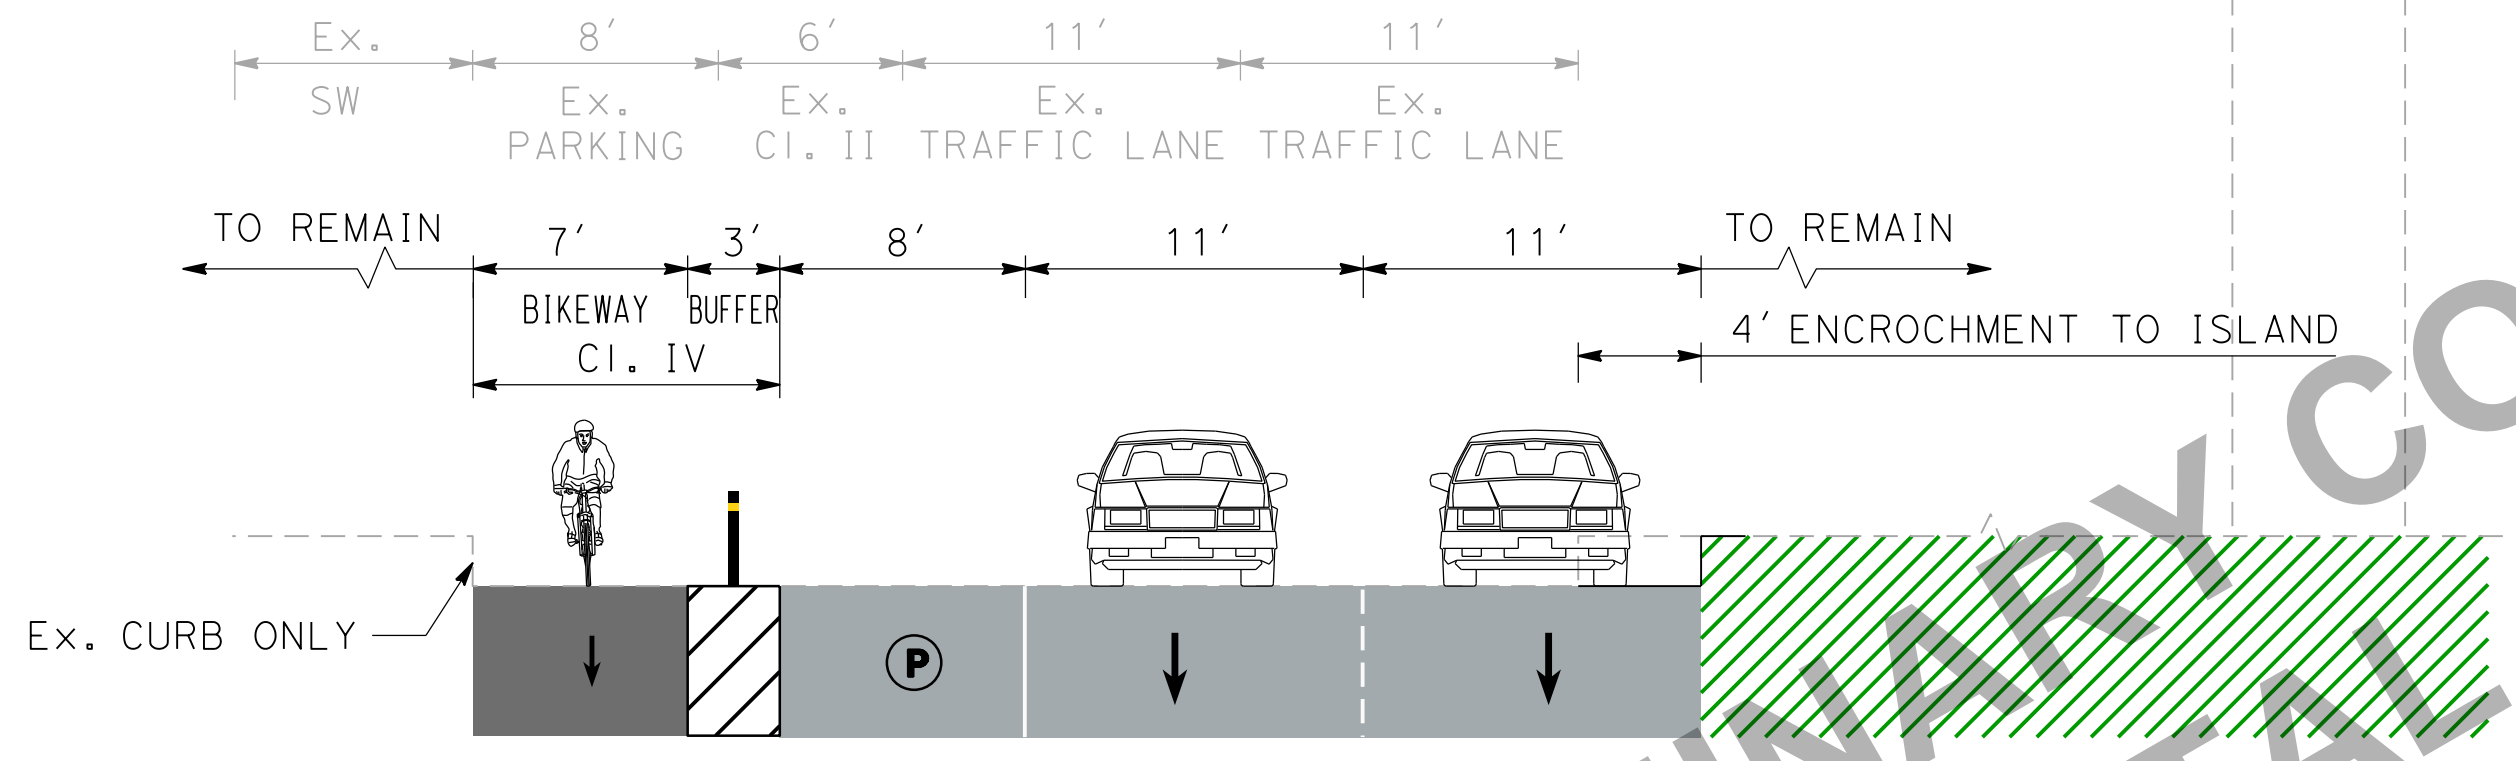 Ex. 8' 6' 11' 11'
SW Ex. Ex. Ex. Ex.
PARKING Cl. II TRAFFIC LANE TRAFFIC LANE
TO REMAIN 7' 3' 8' 11' 11' TO REMAIN
BIKEWAY BUFFER
4' ENCROCHMENT TO ISLAND
Cl. IV
Ex. CURB ONLY
P